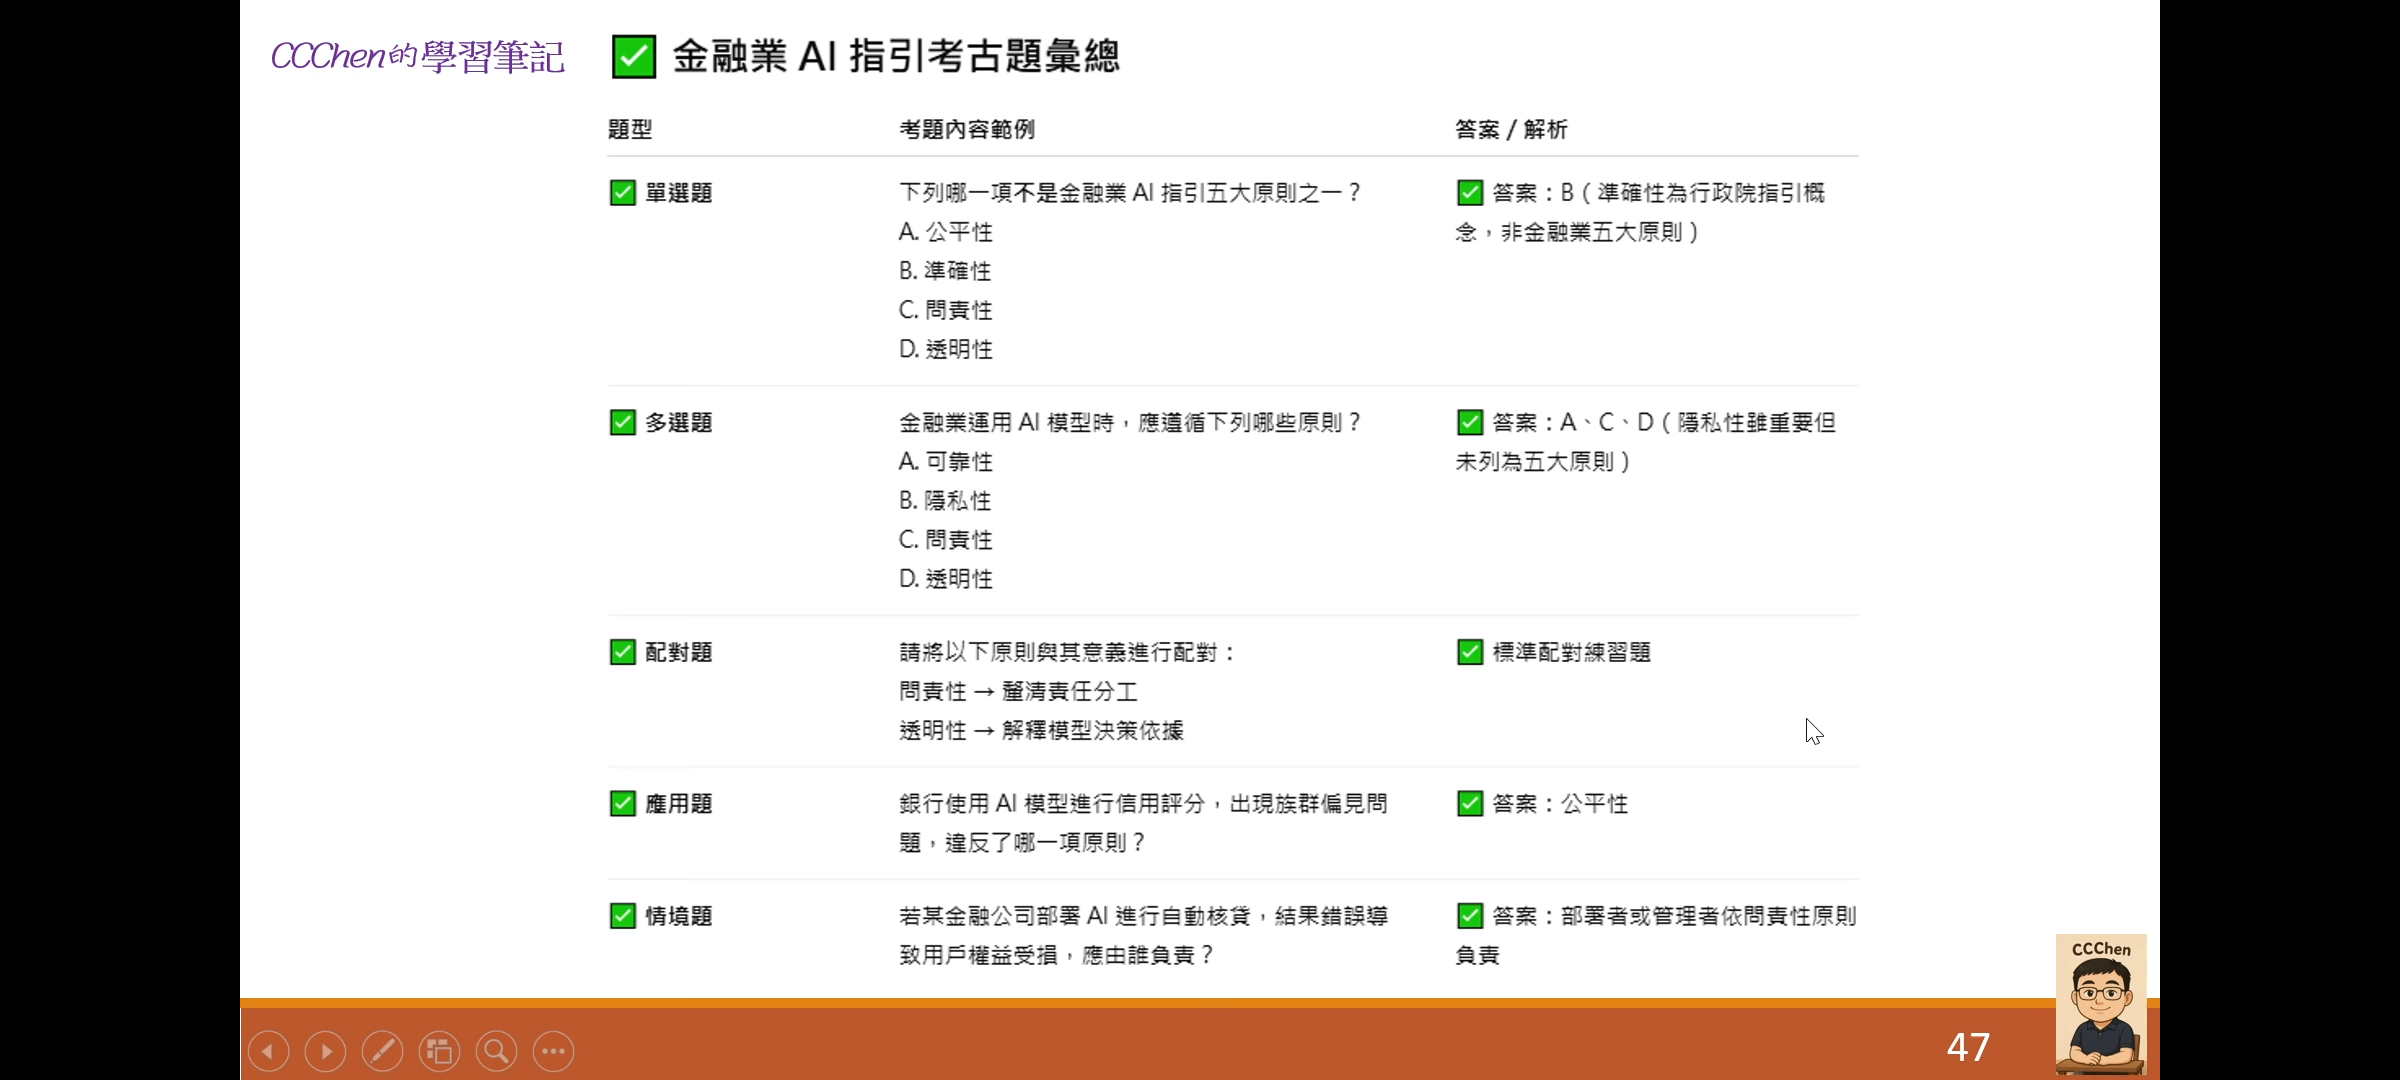 CCChen的學習筆記
✅ 金融業 AI 指引考古題彙總
題型 考題內容範例 答案 / 解析
✅ 單選題
下列哪一項不是金融業 AI 指引五大原則之一？
A. 公平性
B. 準確性
C. 問責性
D. 透明性
✅ 答案：B（準確性為行政院指引概
念，非金融業五大原則）
✅ 多選題
金融業運用 AI 模型時，應遵循下列哪些原則？
A. 可靠性
B. 隱私性
C. 問責性
D. 透明性
✅ 答案：A、C、D（隱私性雖重要但
未列為五大原則）
✅ 配對題
請將以下原則與其意義進行配對：
問責性 → 釐清責任分工
透明性 → 解釋模型決策依據
✅ 標準配對練習題
✅ 應用題
銀行使用 AI 模型進行信用評分，出現族群偏見問
題，違反了哪一項原則？
✅ 答案：公平性
✅ 情境題
若某金融公司部署 AI 進行自動核貸，結果錯誤導
致用戶權益受損，應由誰負責？
✅ 答案：部署者或管理者依問責性原則
負責
CCChen
47